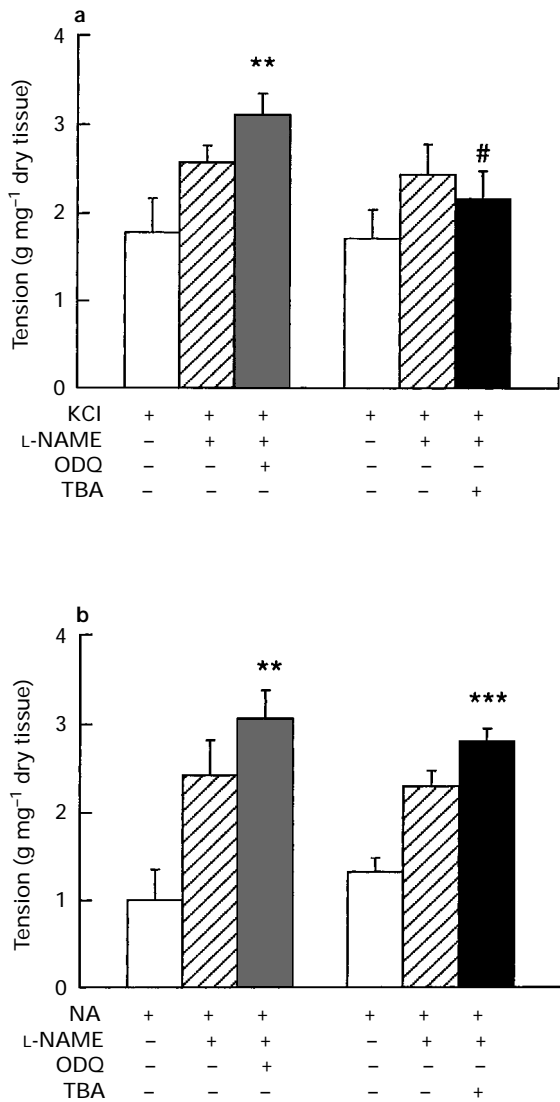 a
4
**
3
#
2
1
0
Tension (g mg⁻¹ dry tissue)
KCl + + + + + +
L-NAME – + + – + +
ODQ – – + – – –
TBA – – – – – +
b
4
**
***
3
2
1
0
Tension (g mg⁻¹ dry tissue)
NA + + + + + +
L-NAME – + + – + +
ODQ – – + – – –
TBA – – – – – +